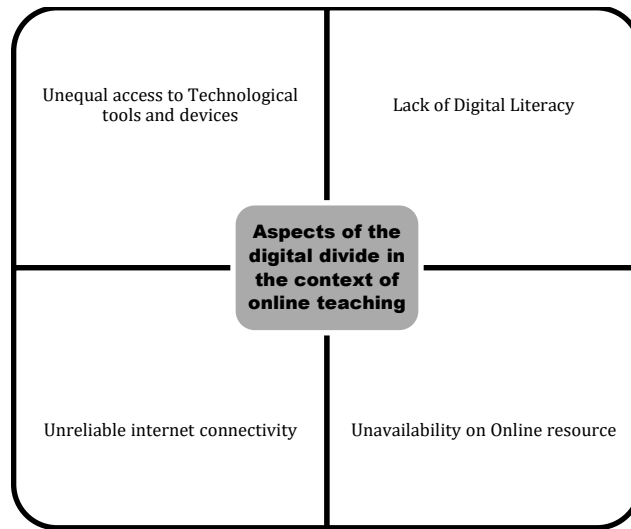 Unequal access to Technological
tools and devices
Lack of Digital Literacy
Aspects of the
digital divide in
the context of
online teaching
Unreliable internet connectivity
Unavailability on Online resource